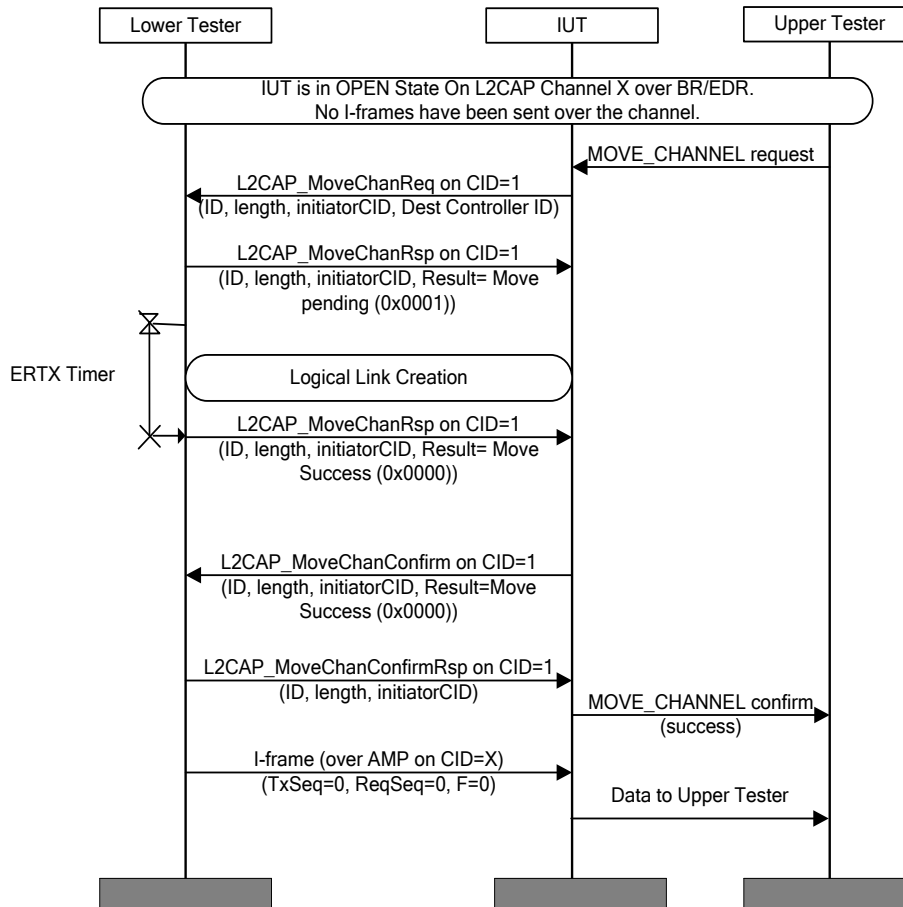 Lower Tester
IUT
Upper Tester
IUT is in OPEN State On L2CAP Channel X over BR/EDR.
No I-frames have been sent over the channel.
MOVE_CHANNEL request
L2CAP_MoveChanReq on CID=1
(ID, length, initiatorCID, Dest Controller ID)
L2CAP_MoveChanRsp on CID=1
(ID, length, initiatorCID, Result= Move
pending (0x0001))
ERTX Timer
Logical Link Creation
L2CAP_MoveChanRsp on CID=1
(ID, length, initiatorCID, Result= Move
Success (0x0000))
L2CAP_MoveChanConfirm on CID=1
(ID, length, initiatorCID, Result=Move
Success (0x0000))
L2CAP_MoveChanConfirmRsp on CID=1
(ID, length, initiatorCID)
MOVE_CHANNEL confirm
(success)
I-frame (over AMP on CID=X)
(TxSeq=0, ReqSeq=0, F=0)
Data to Upper Tester